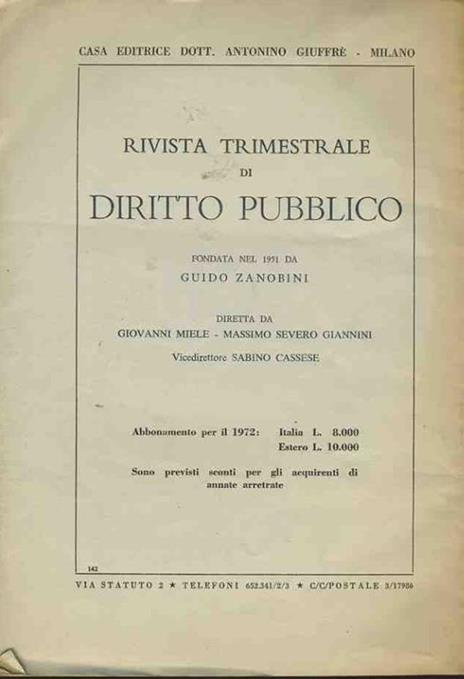 CASA EDITRICE DOTT. ANTONINO GIUFFRÈ - MILANO
RIVISTA TRIMESTRALE
DI
DIRITTO PUBBLICO
FONDATA NEL 1951 DA
GUIDO ZANOBINI
DIRETTA DA
GIOVANNI MIELE - MASSIMO SEVERO GIANNINI
Vicedirettore SABINO CASSESE
Abbonamento per il 1972: Italia L. 8.000
Estero L. 10.000
Sono previsti sconti per gli acquirenti di
annate arretrate
142
VIA STATUTO 2 ★ TELEFONI 652.341/2/3 ★ C/C/POSTALE 3/17986